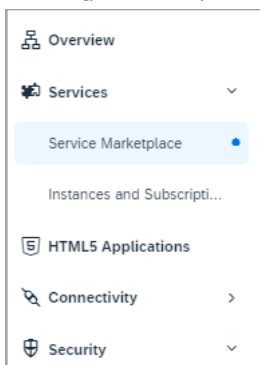 Overview
Services
Service Marketplace
Instances and Subscripti...
HTML5 Applications
Connectivity
Security